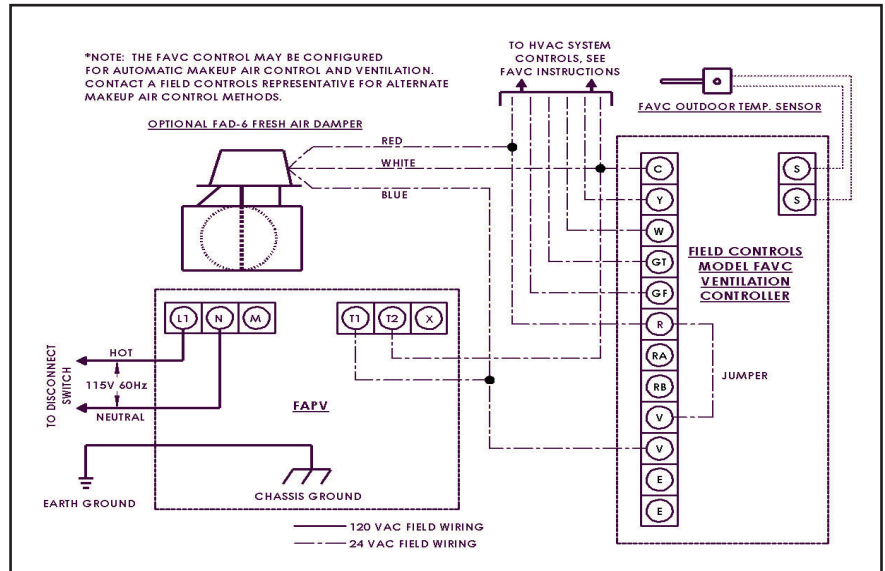 *NOTE: THE FAVC CONTROL MAY BE CONFIGURED
FOR AUTOMATIC MAKEUP AIR CONTROL AND VENTILATION.
CONTACT A FIELD CONTROLS REPRESENTATIVE FOR ALTERNATE
MAKEUP AIR CONTROL METHODS.
TO HVAC SYSTEM
CONTROLS, SEE
FAVC INSTRUCTIONS
FAVC OUTDOOR TEMP. SENSOR
OPTIONAL FAD-6 FRESH AIR DAMPER
RED
WHITE
BLUE
C
Y
W
GT
GF
R
RA
RB
V
V
E
E
S
S
FIELD CONTROLS
MODEL FAVC
VENTILATION
CONTROLLER
JUMPER
L1 N M
T1 T2 X
TO DISCONNECT
SWITCH
HOT
115V 60Hz
NEUTRAL
FAPV
EARTH GROUND
CHASSIS GROUND
120 VAC FIELD WIRING
24 VAC FIELD WIRING